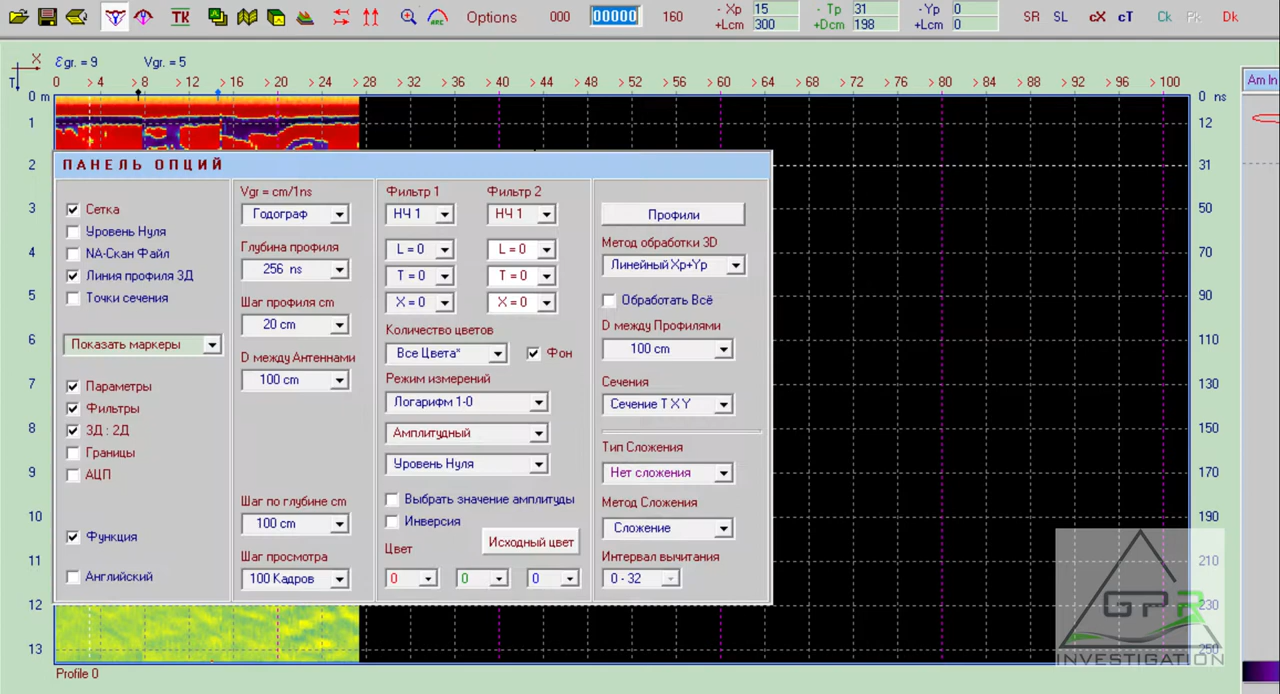 TK
ARC
Options
000
00000
160
- Xp 15
+Lcm 300
- Tp 31
+Dcm 198
- Yp 0
+Lcm 0
SR SL
cX cT
Ck Pk Dk
X
T
Ɛgr. = 9
Vgr. = 5
0 > 4 > 8 > 12 > 16 > 20 > 24 > 28 > 32 > 36 > 40 > 44 > 48 > 52 > 56 > 60 > 64 > 68 > 72 > 76 > 80 > 84 > 88 > 92 > 96 > 100
Am In
0 m
1
2
3
4
5
6
7
8
9
10
11
12
13
0 ns
12
31
50
70
90
110
130
150
170
190
210
230
250
ПАНЕЛЬ ОПЦИЙ
Сетка
Уровень Нуля
NA-Скан Файл
Линия профиля 3Д
Точки сечения
Показать маркеры
Параметры
Фильтры
3Д : 2Д
Границы
АЦП
Функция
Английский
Vgr = cm/1ns
Годограф
Глубина профиля
256 ns
Шаг профиля cm
20 cm
D между Антеннами
100 cm
Шаг по глубине cm
100 cm
Шаг просмотра
100 Кадров
Фильтр 1
Фильтр 2
НЧ 1
НЧ 1
L = 0
L = 0
T = 0
T = 0
X = 0
X = 0
Количество цветов
Все Цвета*
Фон
Режим измерений
Логарифм 1-0
Амплитудный
Уровень Нуля
Выбрать значение амплитуды
Инверсия
Исходный цвет
Цвет
0
0
0
Профили
Метод обработки 3D
Линейный Xp+Yp
Обработать Всё
D между Профилями
100 cm
Сечения
Сечение T X Y
Тип Сложения
Нет сложения
Метод Сложения
Сложение
Интервал вычитания
0 - 32
GPR
INVESTIGATION
Profile 0